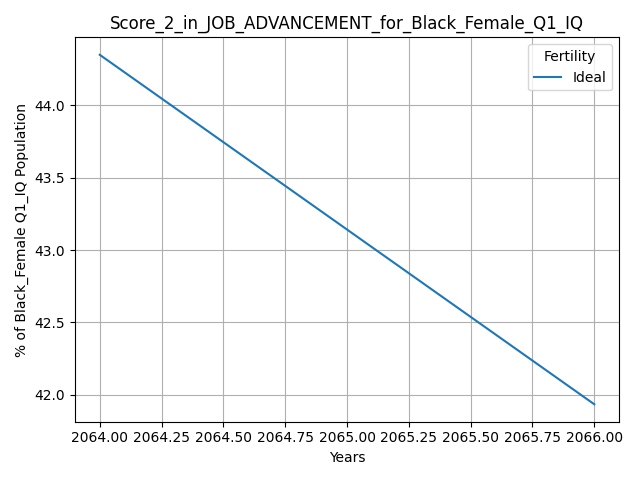 Score_2_in_JOB_ADVANCEMENT_for_Black_Female_Q1_IQ
Fertility
Ideal
% of Black_Female Q1_IQ Population
44.0
43.5
43.0
42.5
42.0
2064.00 2064.25 2064.50 2064.75 2065.00 2065.25 2065.50 2065.75 2066.00
Years